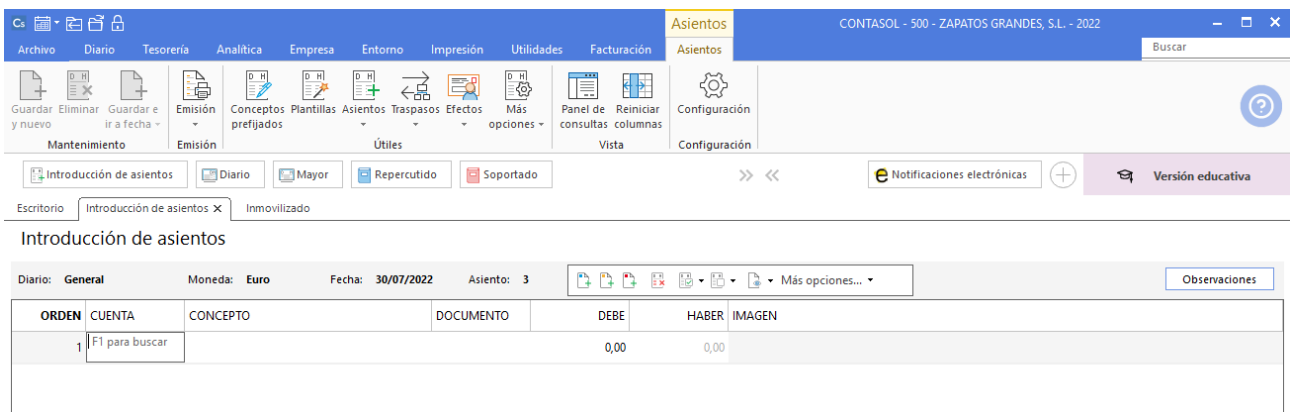 Cs
Asientos
CONTASOL - 500 - ZAPATOS GRANDES, S.L. - 2022
Archivo Diario Tesorería Analítica Empresa Entorno Impresión Utilidades Facturación Asientos
Buscar
D H D H D H D H D H
Guardar y nuevo
Eliminar
Guardar e ir a fecha
Emisión
Conceptos prefijados
Plantillas
Asientos
Traspasos
Efectos
Más opciones
Panel de consultas
Reiniciar columnas
Configuración
?
Mantenimiento Emisión Útiles Vista Configuración
Introducción de asientos Diario Mayor Repercutido Soportado
e Notificaciones electrónicas
Versión educativa
Escritorio Introducción de asientos X Inmovilizado
Introducción de asientos
Diario: General Moneda: Euro Fecha: 30/07/2022 Asiento: 3
Más opciones...
Observaciones
ORDEN CUENTA CONCEPTO DOCUMENTO DEBE HABER IMAGEN
1 F1 para buscar 0,00 0,00